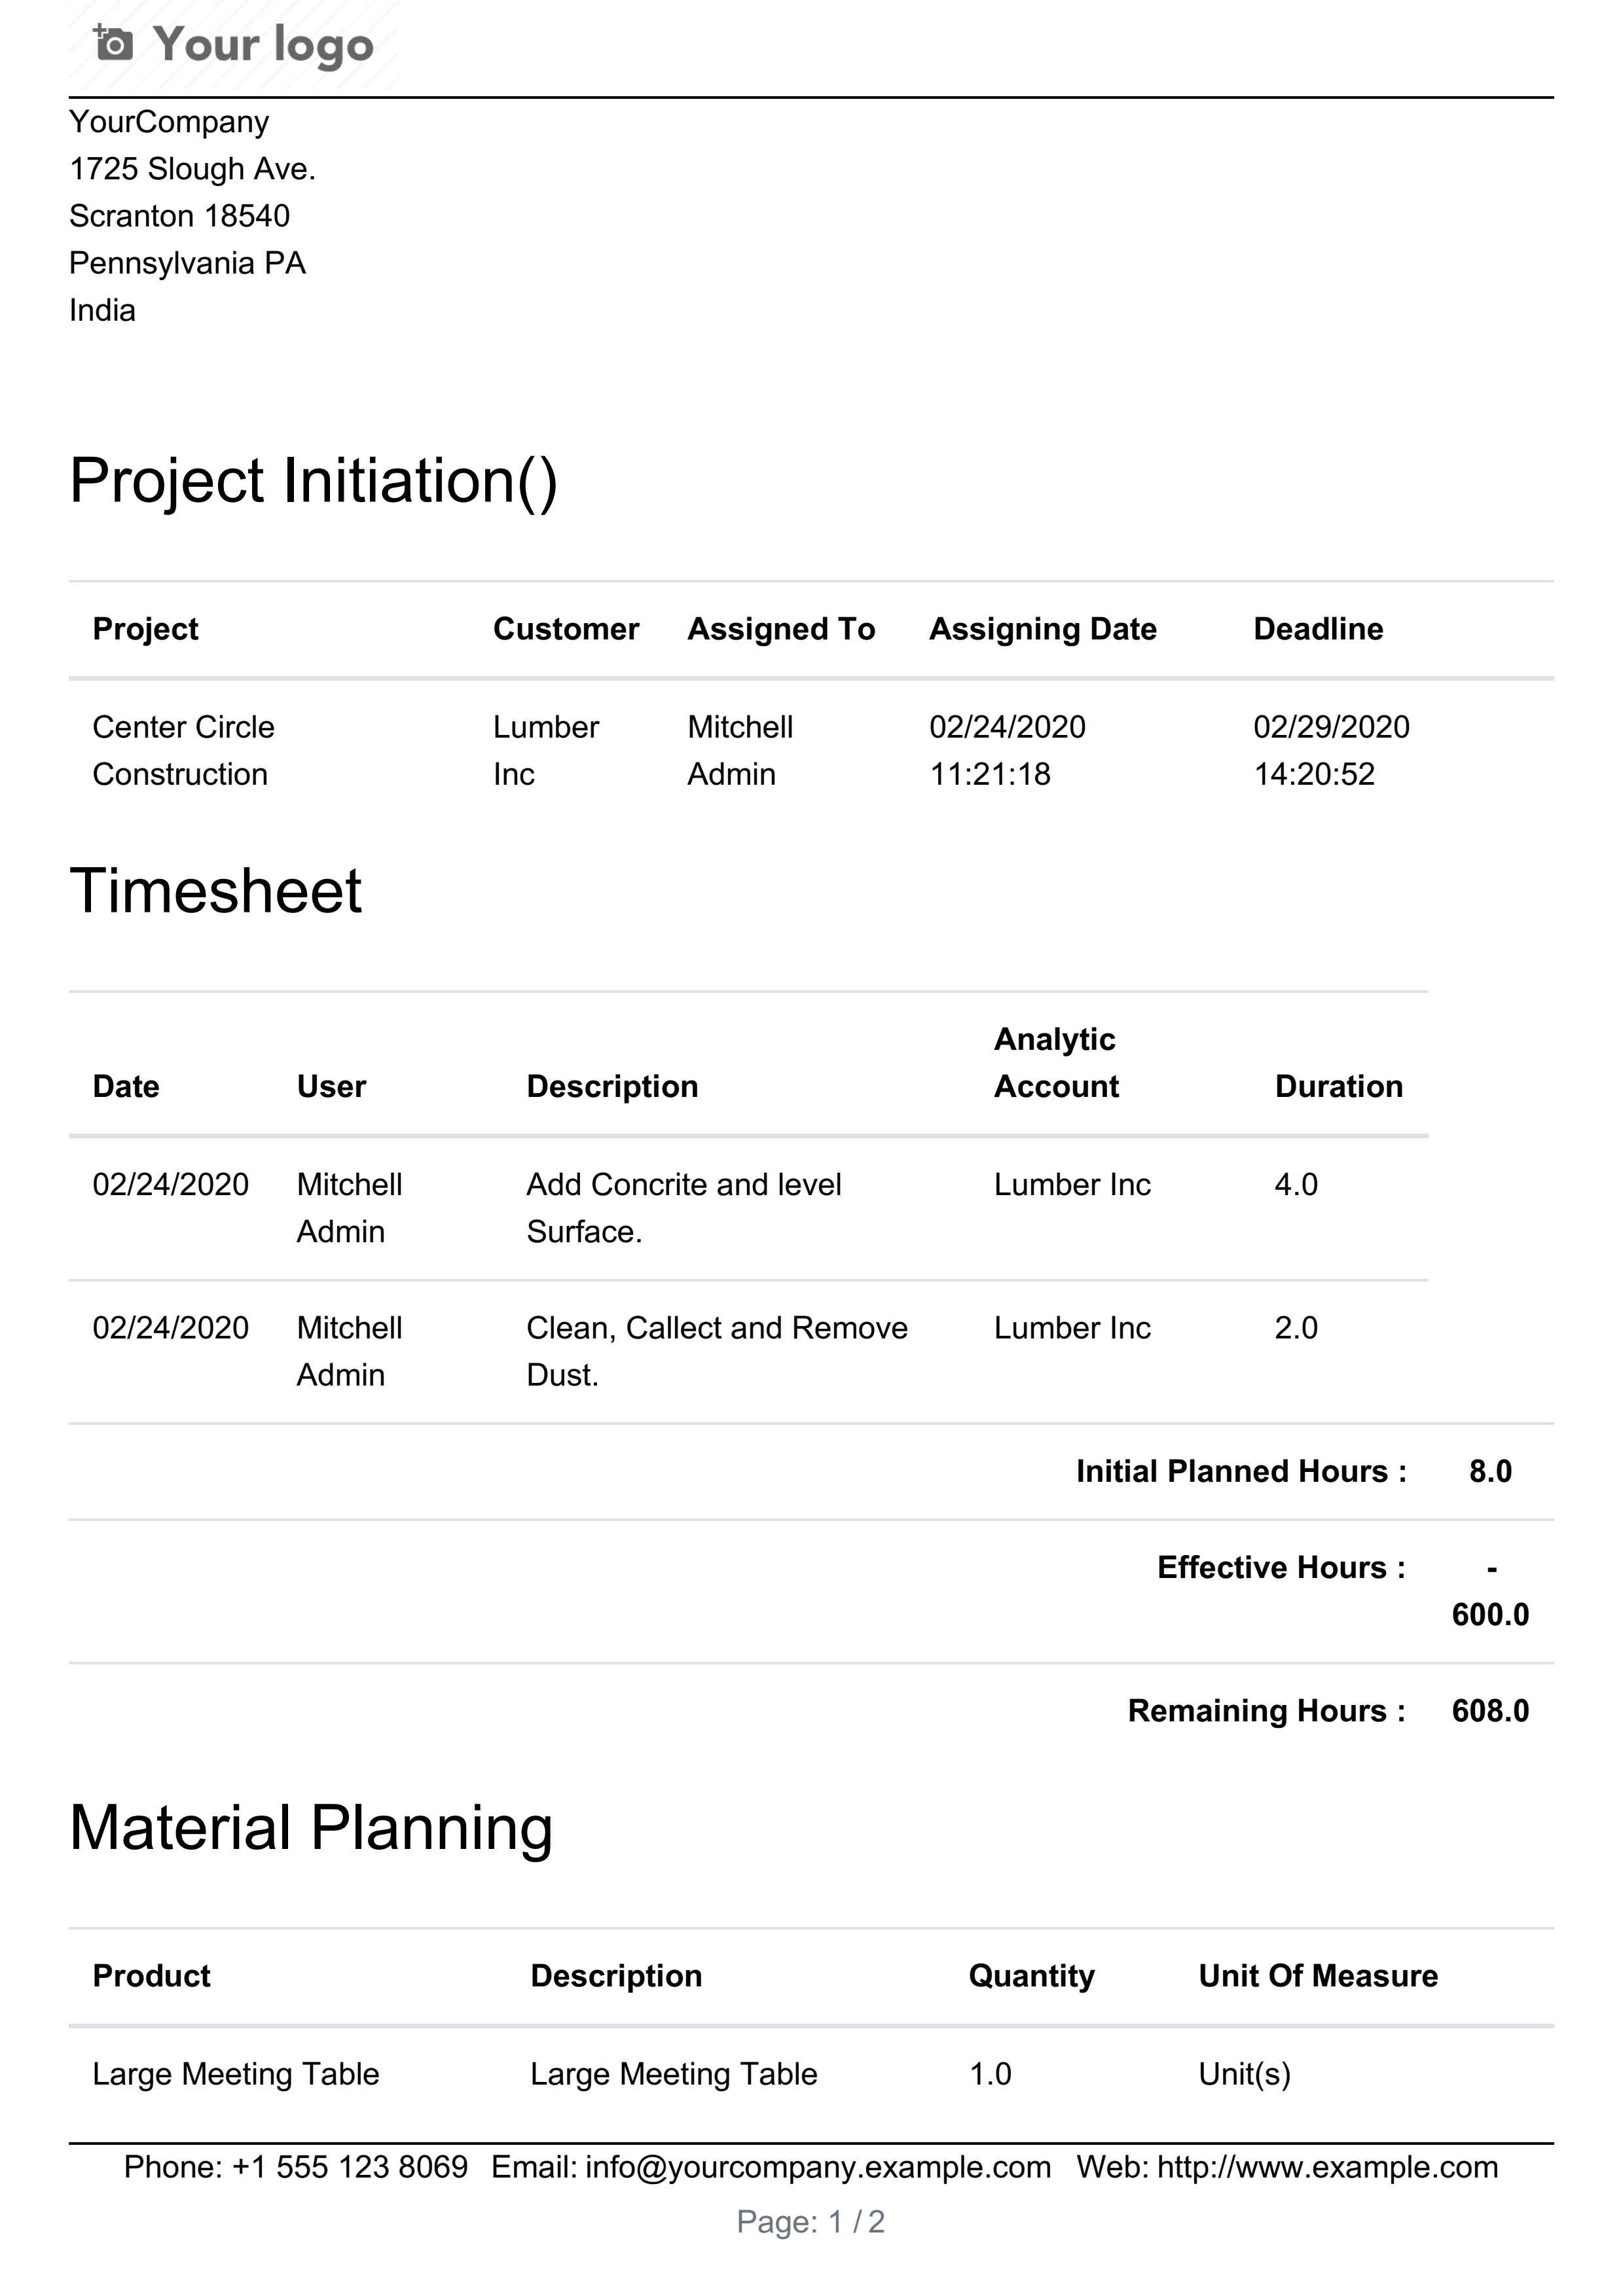 Your logo
YourCompany
1725 Slough Ave.
Scranton 18540
Pennsylvania PA
India
Project Initiation()
Project Customer Assigned To Assigning Date Deadline
Center Circle Lumber Mitchell 02/24/2020 02/29/2020
Construction Inc Admin 11:21:18 14:20:52
Timesheet
Analytic
Date User Description Account Duration
02/24/2020 Mitchell Add Concrite and level Lumber Inc 4.0
Admin Surface.
02/24/2020 Mitchell Clean, Callect and Remove Lumber Inc 2.0
Admin Dust.
Initial Planned Hours : 8.0
Effective Hours : -
600.0
Remaining Hours : 608.0
Material Planning
Product Description Quantity Unit Of Measure
Large Meeting Table Large Meeting Table 1.0 Unit(s)
Phone: +1 555 123 8069 Email: info@yourcompany.example.com Web: http://www.example.com
Page: 1 / 2